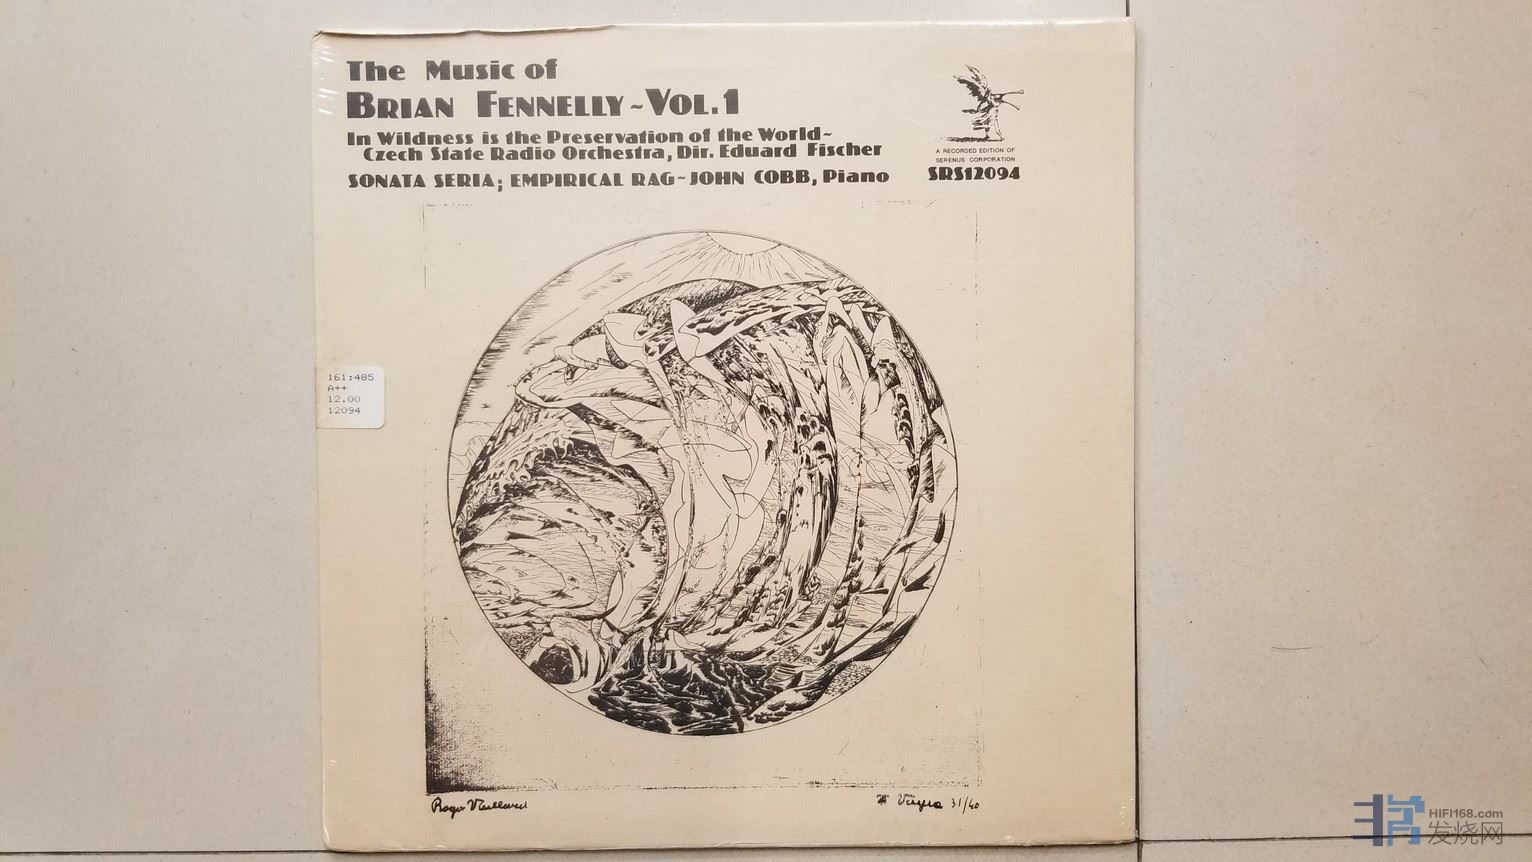 The Music of
BRIAN FENNELLY~VOL.1
In Wildness is the Preservation of the World~
Czech State Radio Orchestra, Dir. Eduard Fischer
SONATA SERIA; EMPIRICAL RAG~JOHN COBB, Piano
A RECORDED EDITION OF
SERENUS CORPORATION
SRS12094
161:485
A++
12.00
12094
Roger
31/40
HIFI168.com
发烧网